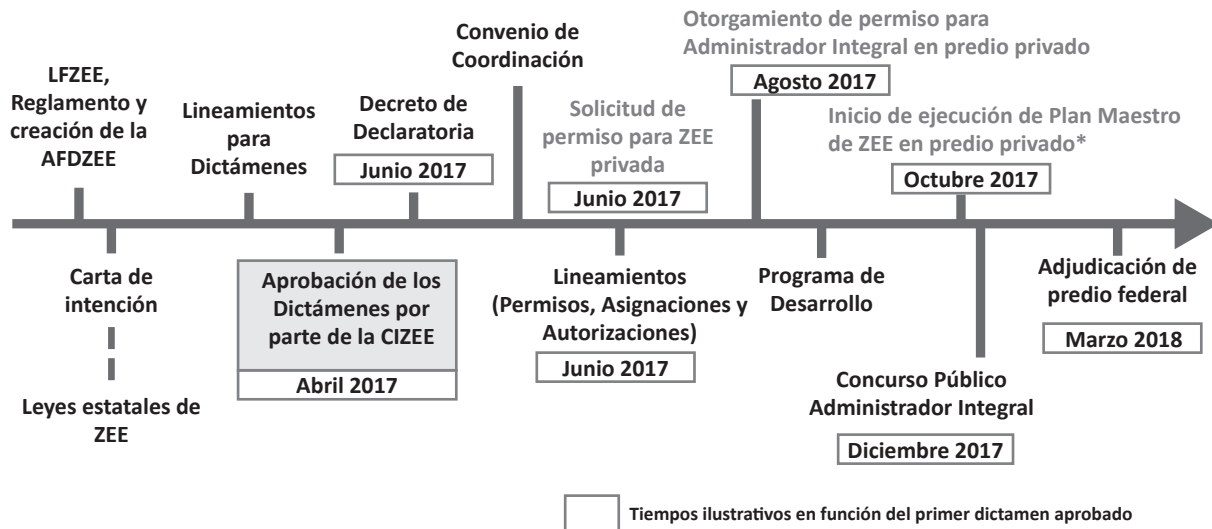 LFZEE,
Reglamento y
creación de la
AFDZEE
Lineamientos
para
Dictámenes
Decreto de
Declaratoria
Junio 2017
Convenio de
Coordinación
Solicitud de
permiso para ZEE
privada
Junio 2017
Otorgamiento de permiso para
Administrador Integral en predio privado
Agosto 2017
Inicio de ejecución de Plan Maestro
de ZEE en predio privado*
Octubre 2017
Carta de
intención
Leyes estatales de
ZEE
Aprobación de los
Dictámenes por
parte de la CIZEE
Abril 2017
Lineamientos
(Permisos, Asignaciones y
Autorizaciones)
Junio 2017
Programa de
Desarrollo
Concurso Público
Administrador Integral
Diciembre 2017
Adjudicación de
predio federal
Marzo 2018
Tiempos ilustrativos en función del primer dictamen aprobado